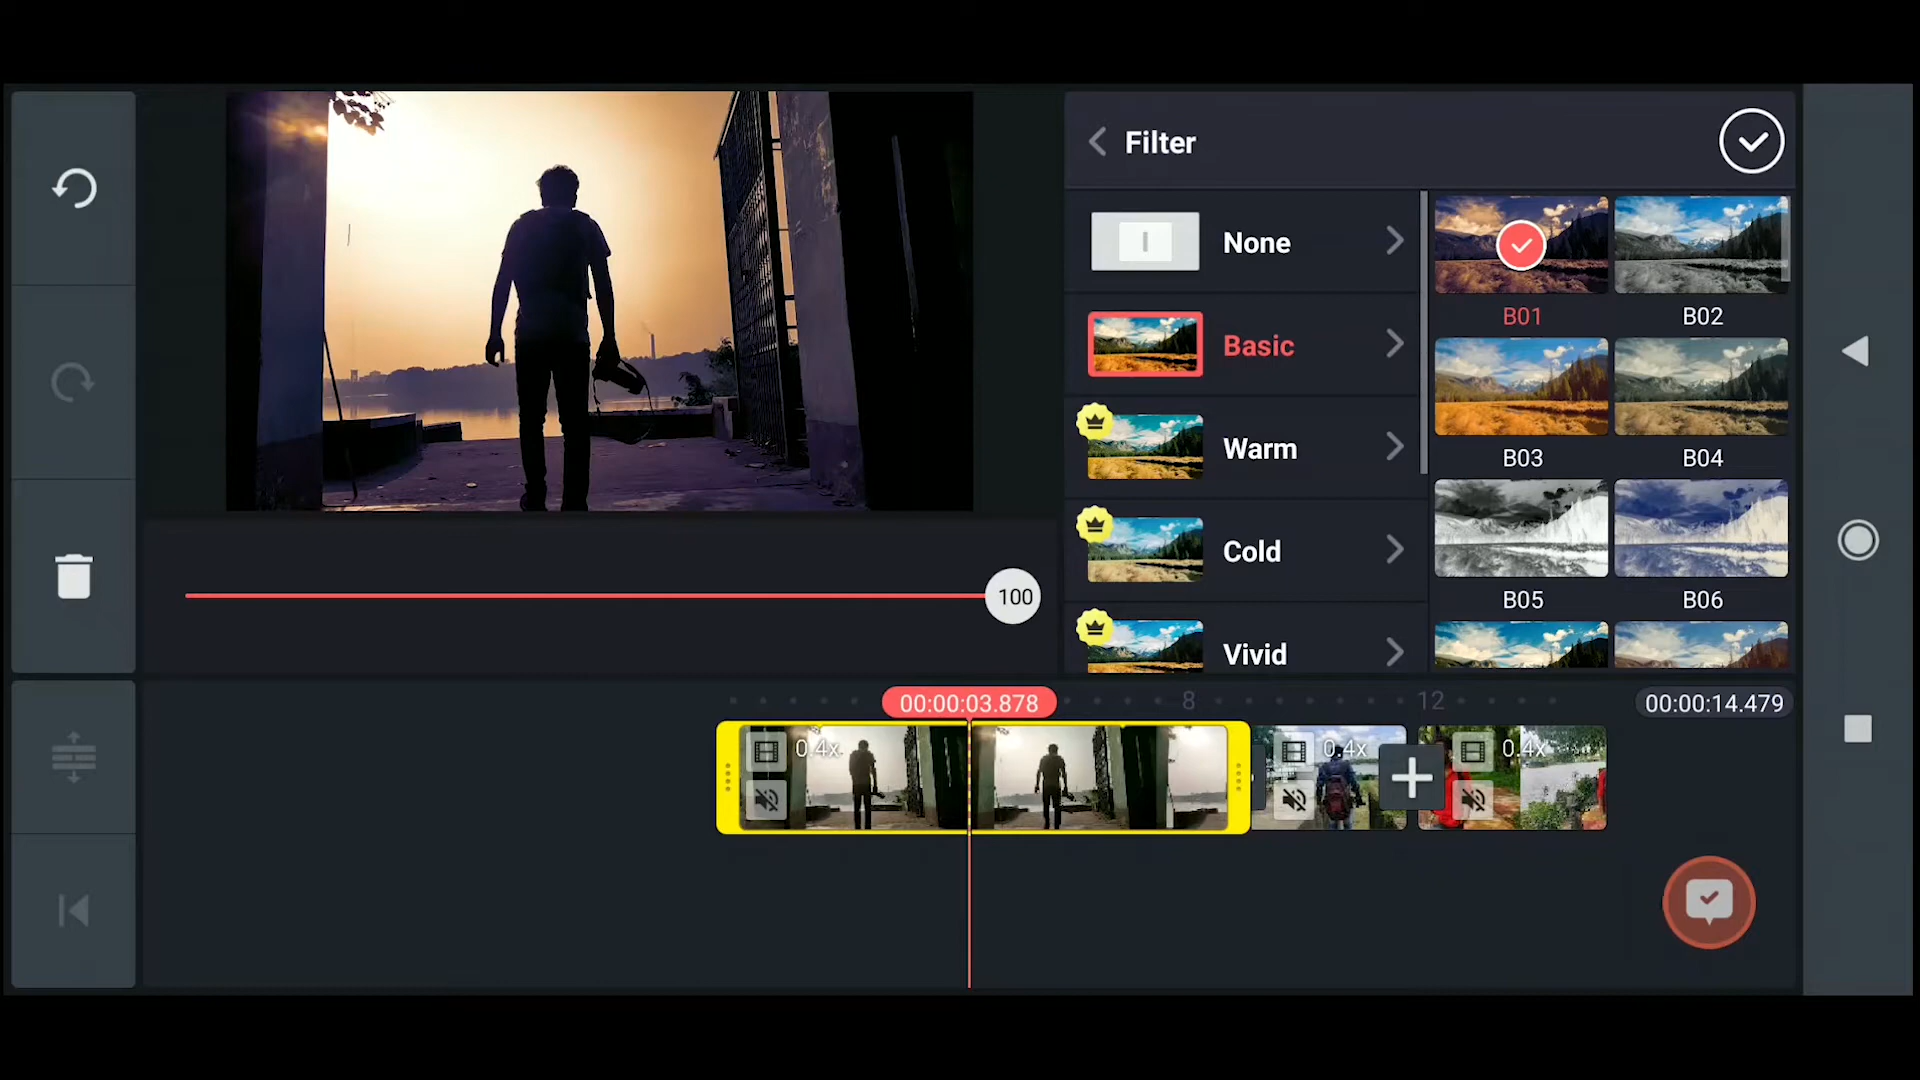 Filter
None
Basic
Warm
Cold
Vivid
B01
B02
B03
B04
B05
B06
100
00:00:03.878
8
12
00:00:14.479
0.4x
0.4x
0.4x